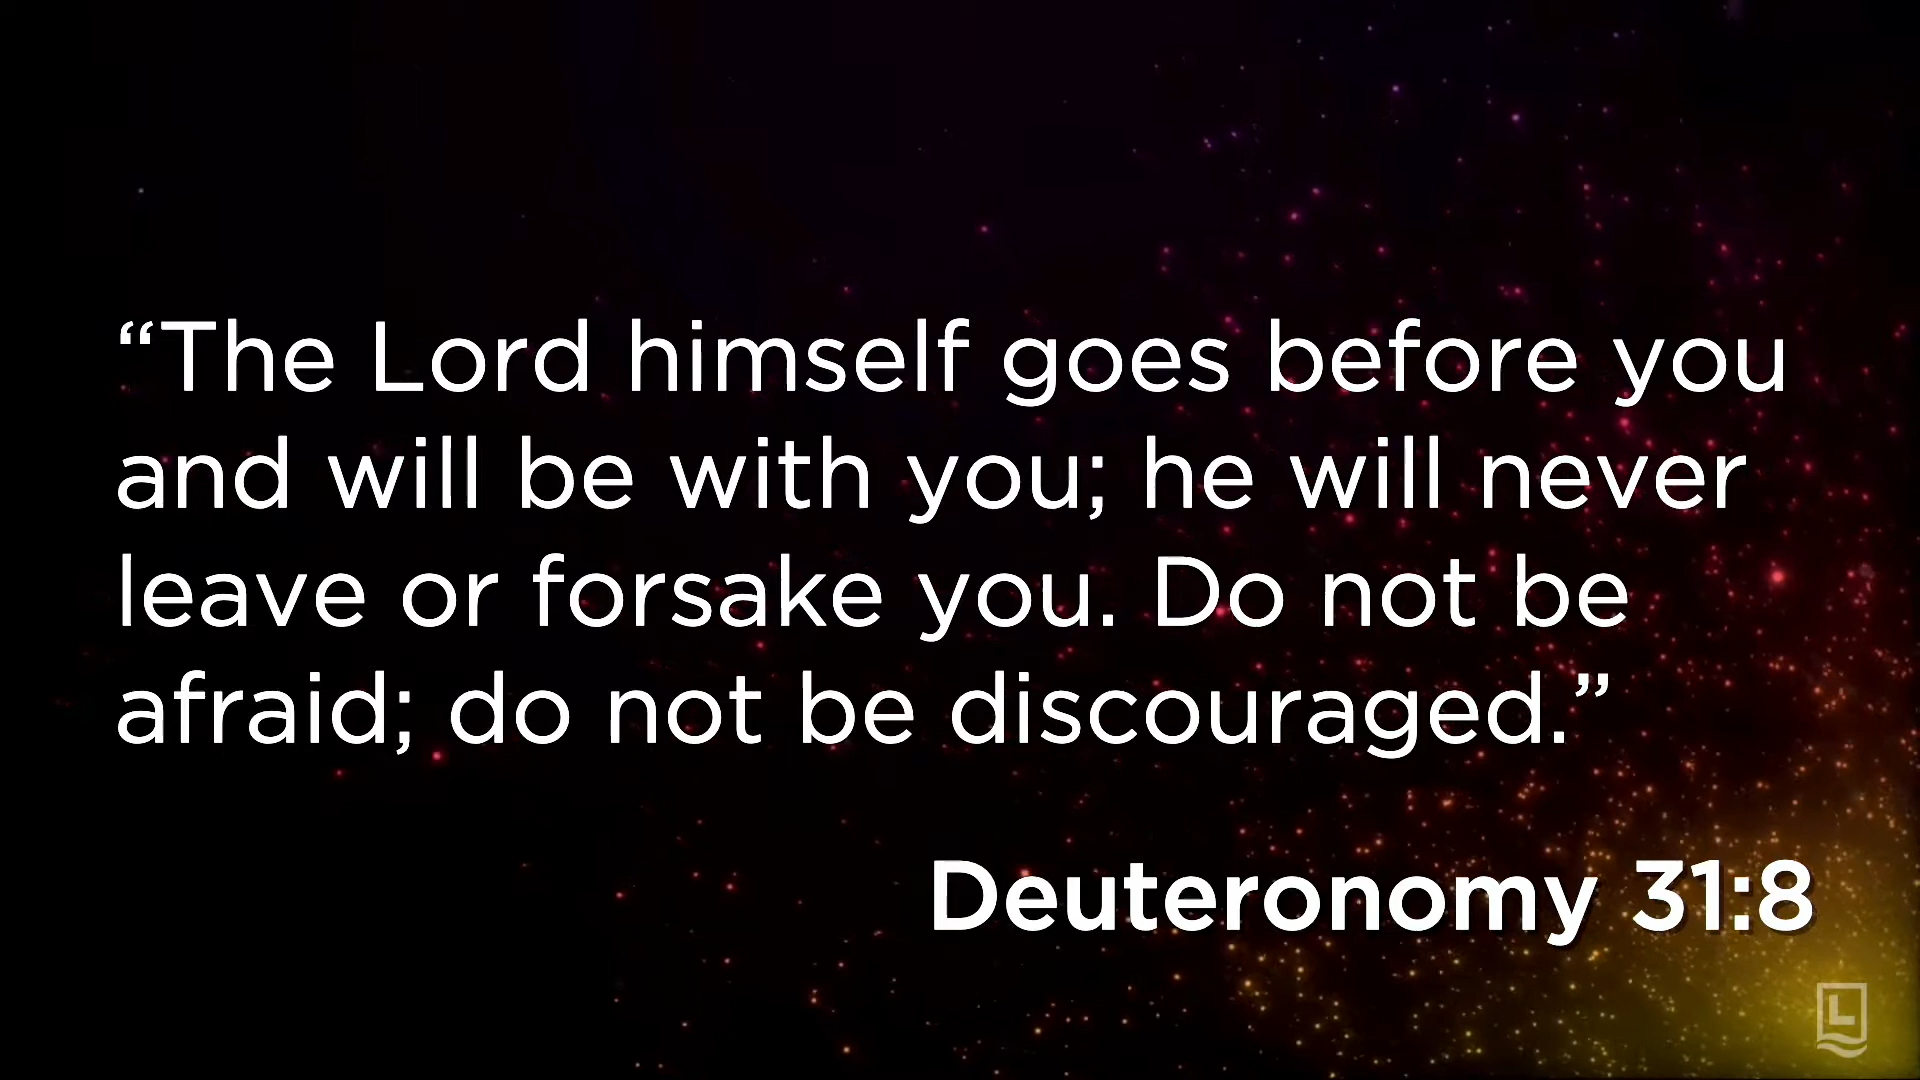 “The Lord himself goes before you
and will be with you; he will never
leave or forsake you. Do not be
afraid; do not be discouraged.”
Deuteronomy 31:8
L